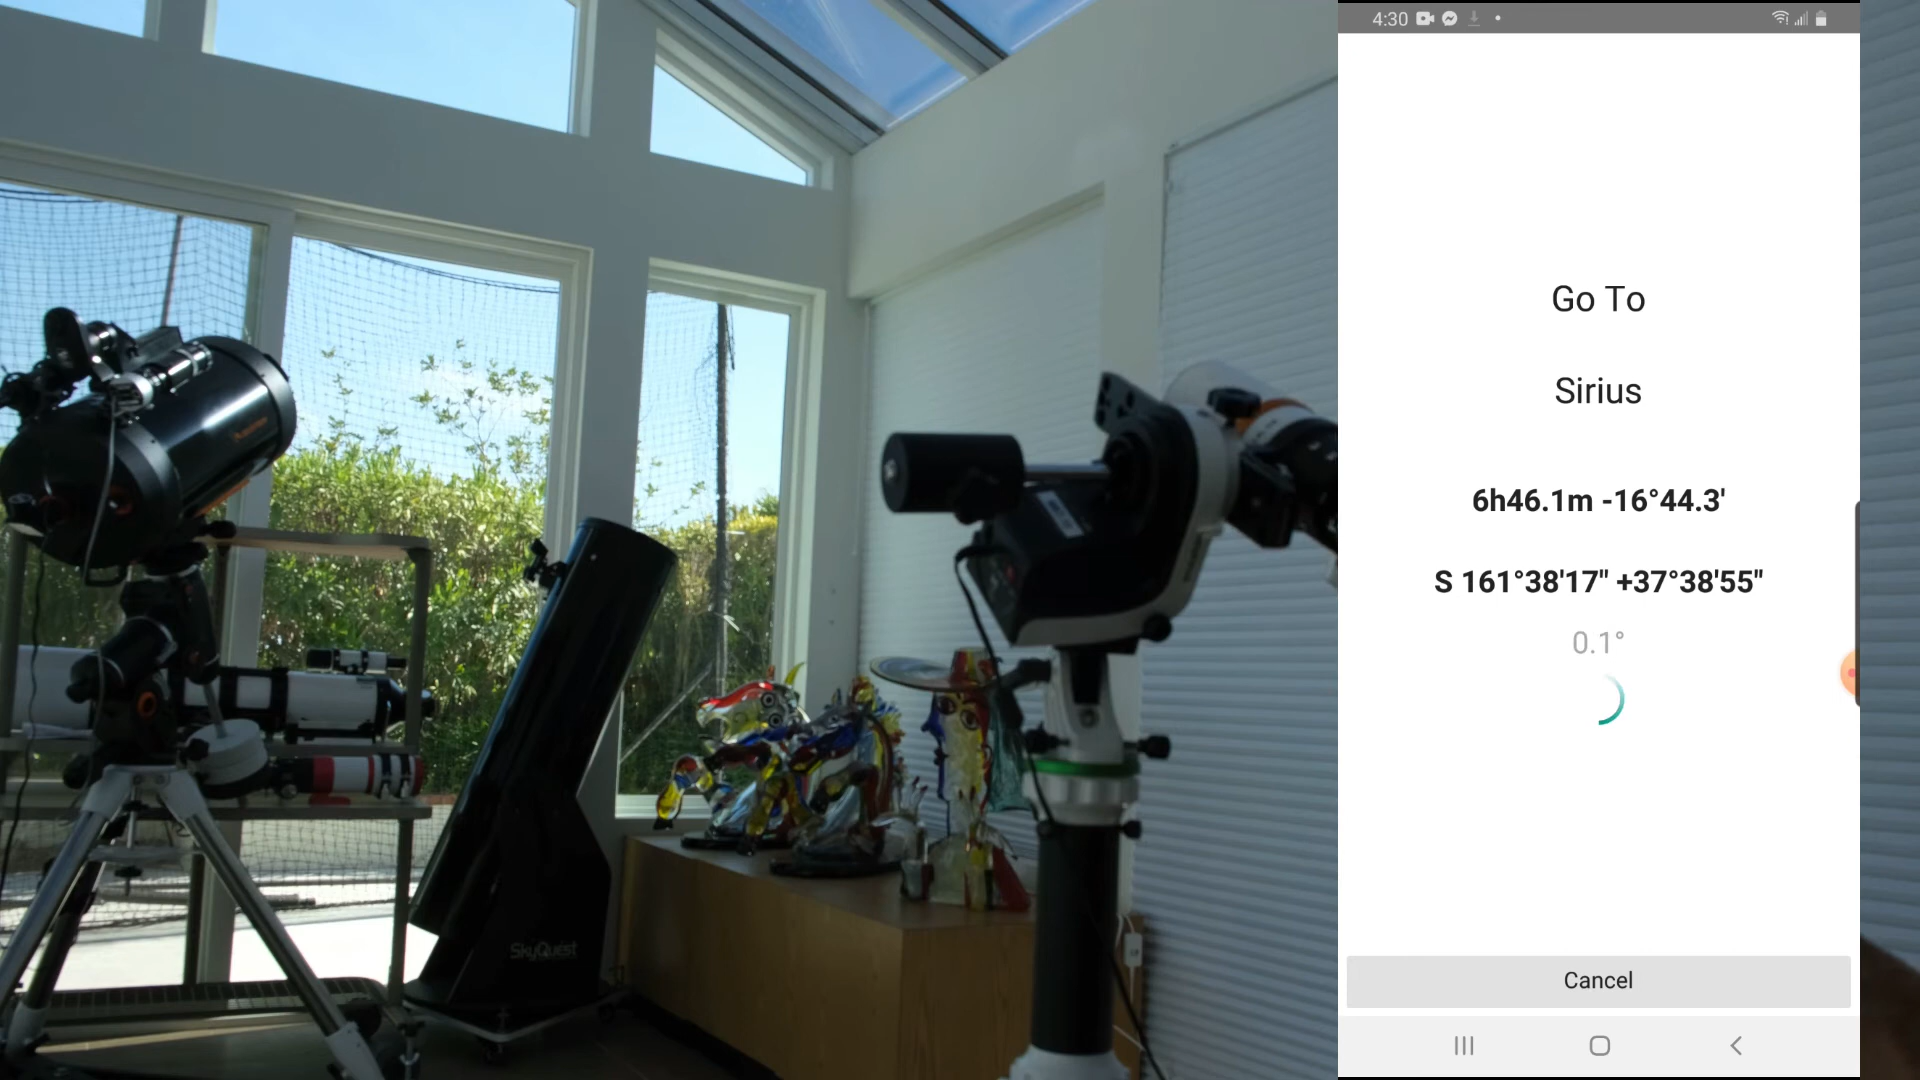 4:30
Go To
Sirius
6h46.1m -16°44.3'
S 161°38'17" +37°38'55"
0.1°
Cancel
SkyQuest